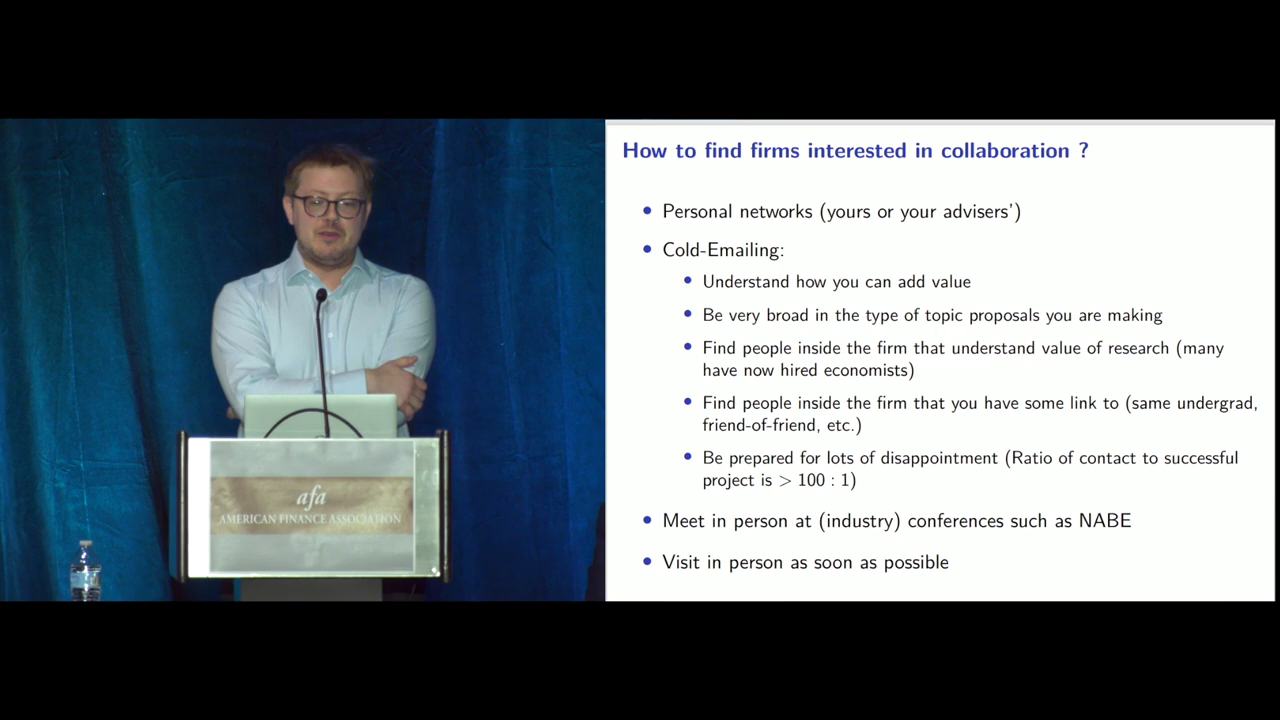 How to find firms interested in collaboration ?
• Personal networks (yours or your advisers')
• Cold-Emailing:
• Understand how you can add value
• Be very broad in the type of topic proposals you are making
• Find people inside the firm that understand value of research (many
have now hired economists)
• Find people inside the firm that you have some link to (same undergrad,
friend-of-friend, etc.)
• Be prepared for lots of disappointment (Ratio of contact to successful
project is > 100 : 1)
• Meet in person at (industry) conferences such as NABE
• Visit in person as soon as possible
afa
AMERICAN FINANCE ASSOCIATION